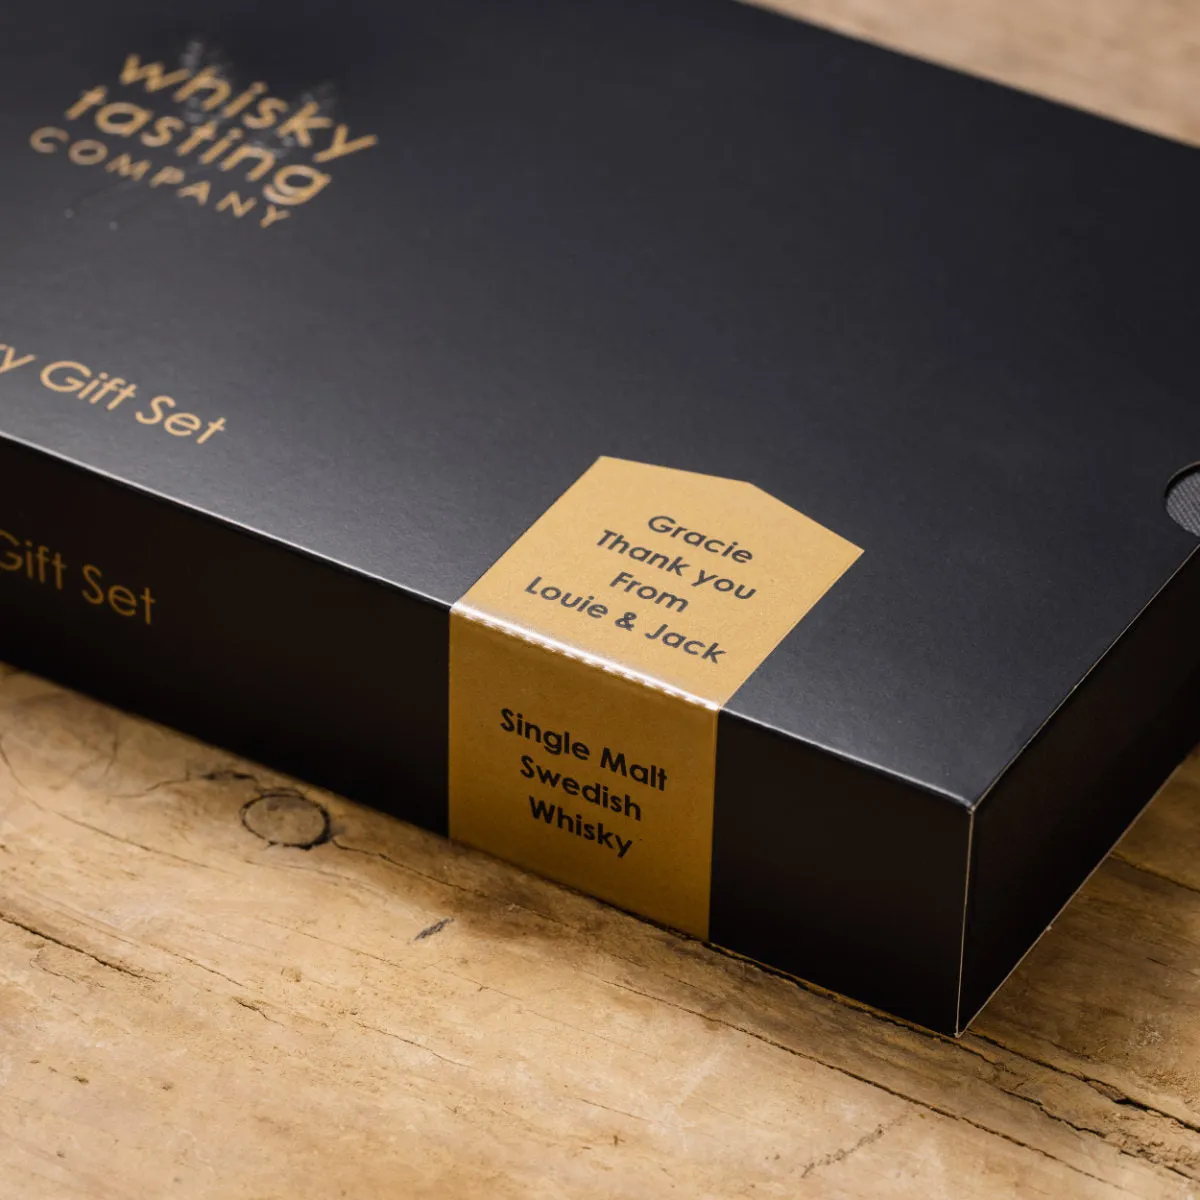 whisky
tasting
COMPANY
Gift Set
Gift Set
Gracie
Thank you
From
Louie & Jack
Single Malt
Swedish
Whisky